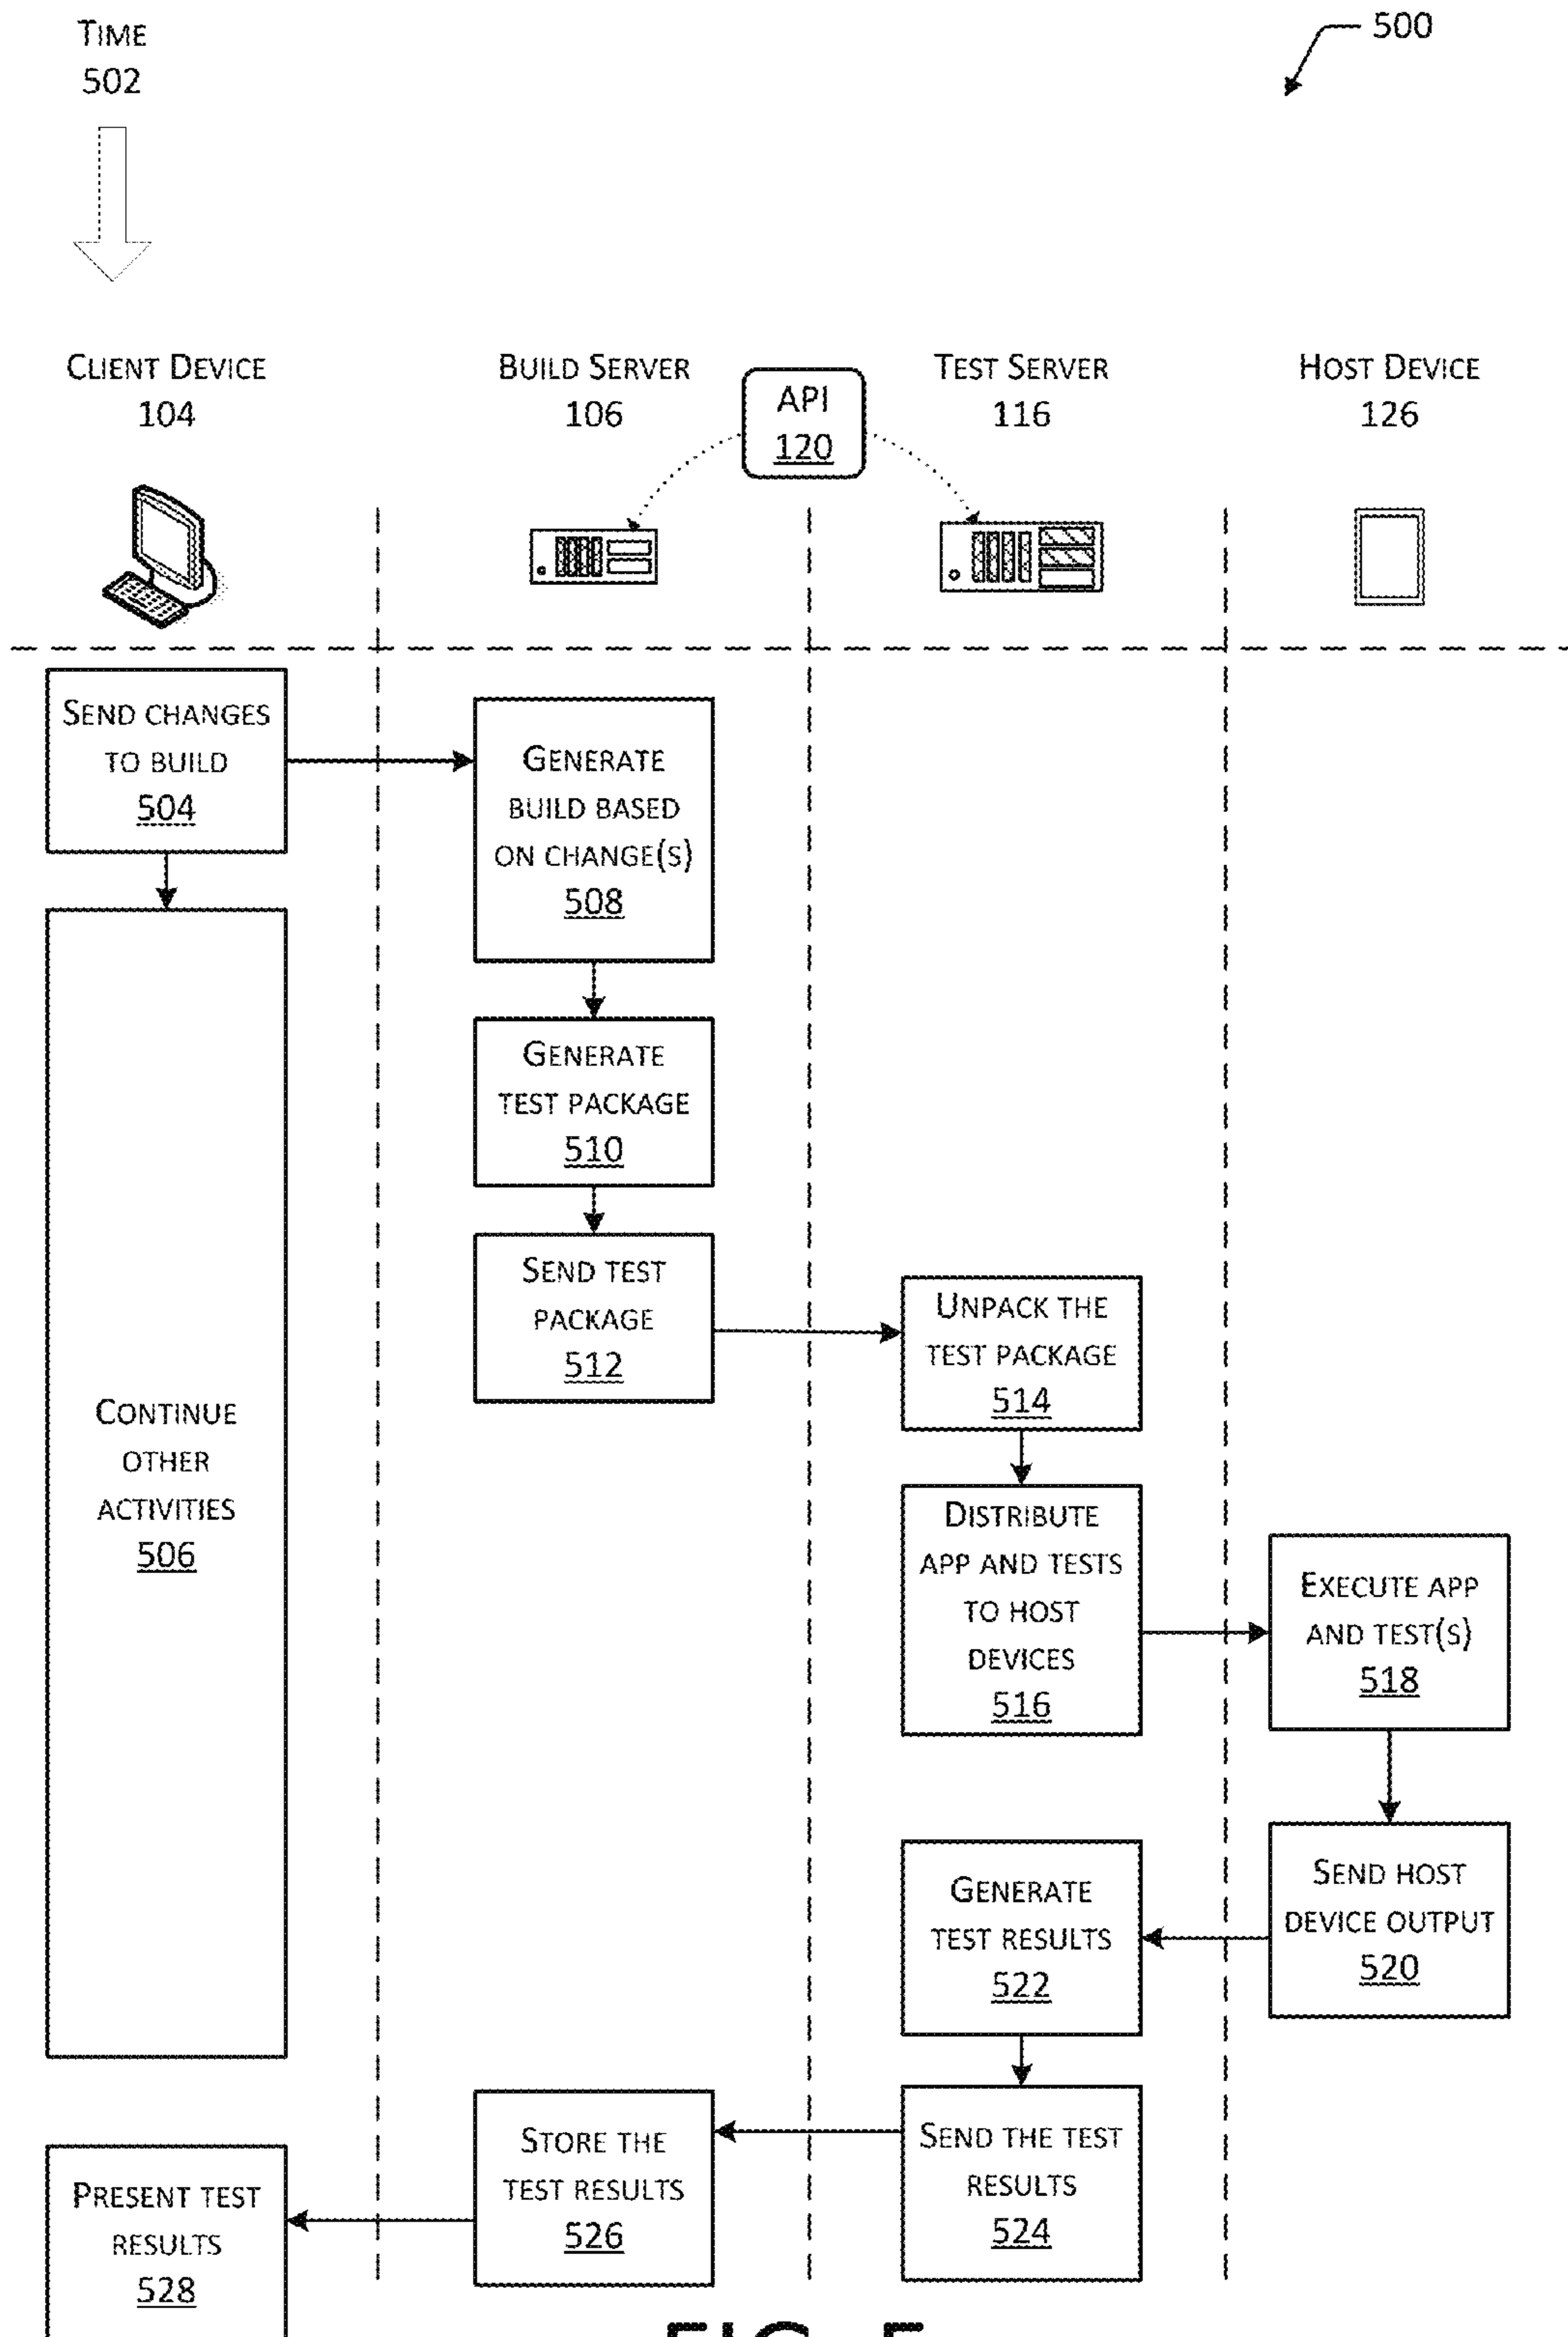 TIME
502
500
CLIENT DEVICE
104
BUILD SERVER
106
API
120
TEST SERVER
116
HOST DEVICE
126
SEND CHANGES
TO BUILD
504
GENERATE
BUILD BASED
ON CHANGE(S)
508
GENERATE
TEST PACKAGE
510
SEND TEST
PACKAGE
512
UNPACK THE
TEST PACKAGE
514
CONTINUE
OTHER
ACTIVITIES
506
DISTRIBUTE
APP AND TESTS
TO HOST
DEVICES
516
EXECUTE APP
AND TEST(S)
518
SEND HOST
DEVICE OUTPUT
520
GENERATE
TEST RESULTS
522
SEND THE TEST
RESULTS
524
STORE THE
TEST RESULTS
526
PRESENT TEST
RESULTS
528